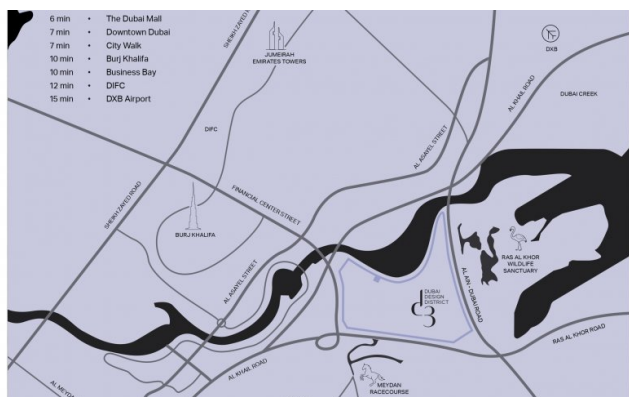 6 min • The Dubai Mall
7 min • Downtown Dubai
7 min • City Walk
10 min • Burj Khalifa
10 min • Business Bay
12 min • DIFC
15 min • DXB Airport
SHEIKH ZAYED ROAD
JUMEIRAH
EMIRATES TOWERS
DXB
AL KHAIL ROAD
DUBAI CREEK
DIFC
AL ASAYEL STREET
FINANCIAL CENTER STREET
SHEIKH ZAYED ROAD
BURJ KHALIFA
RAS AL KHOR
WILDLIFE
SANCTUARY
AL ASAYEL STREET
AL AIN - DUBAI ROAD
DUBAI
DESIGN
DISTRICT
d3
RAS AL KHOR ROAD
AL KHAIL ROAD
MEYDAN
RACECOURSE
AL MEYD